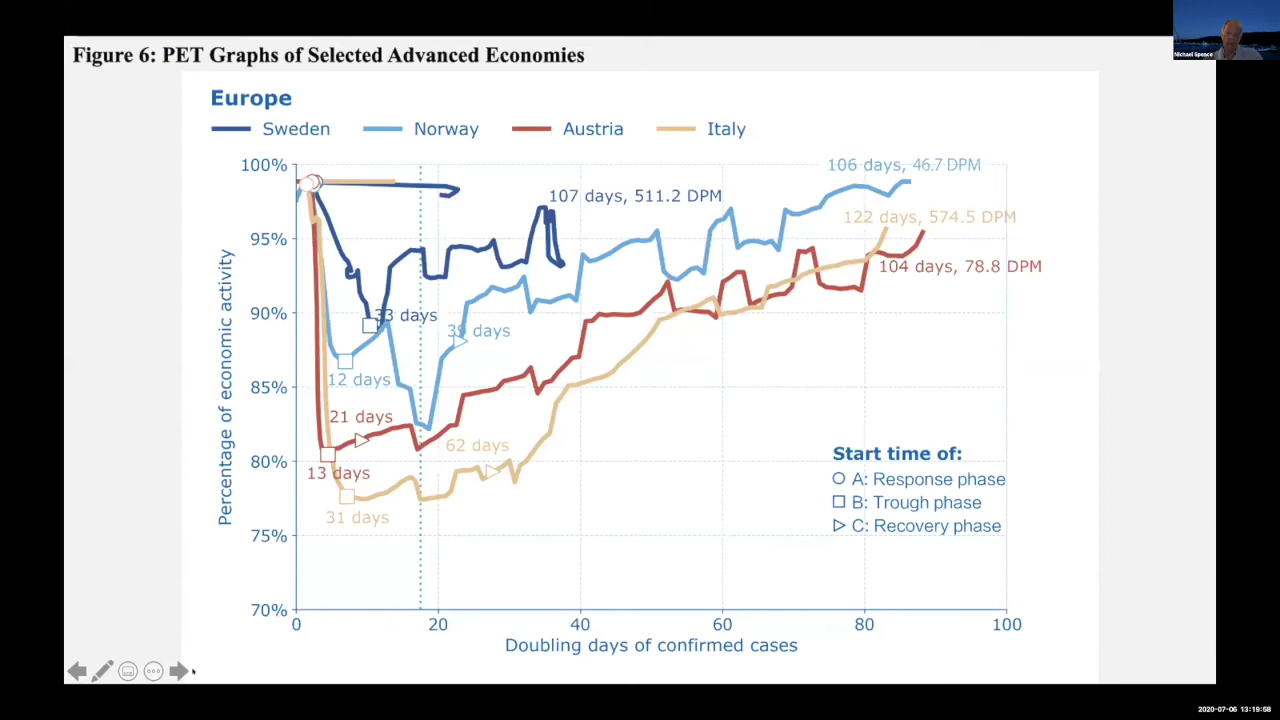 Figure 6: PET Graphs of Selected Advanced Economies
Michael Spence
Europe
Sweden Norway Austria Italy
100%
95%
90%
85%
80%
75%
70%
Percentage of economic activity
106 days, 46.7 DPM
107 days, 511.2 DPM
122 days, 574.5 DPM
104 days, 78.8 DPM
33 days
39 days
12 days
21 days
62 days
13 days
31 days
Start time of:
A: Response phase
B: Trough phase
C: Recovery phase
0 20 40 60 80 100
Doubling days of confirmed cases
2020-07-06 13:19:58